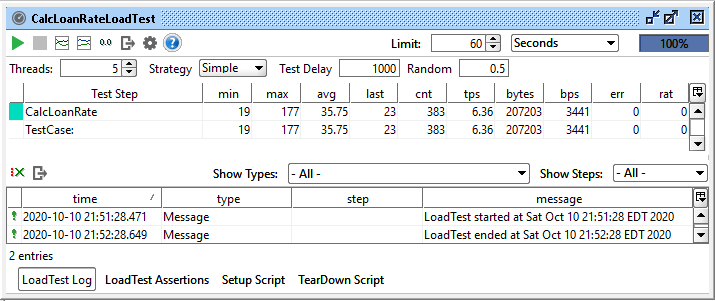 CalcLoanRateLoadTest
0.0 ? Limit: 60 Seconds 100%
Threads: 5 Strategy Simple Test Delay 1000 Random 0.5
Test Step min max avg last cnt tps bytes bps err rat
CalcLoanRate 19 177 35.75 23 383 6.36 207203 3441 0 0
TestCase: 19 177 35.75 23 383 6.36 207203 3441 0 0
Show Types: - All - Show Steps: - All -
time type step message
2020-10-10 21:51:28.471 Message LoadTest started at Sat Oct 10 21:51:28 EDT 2020
2020-10-10 21:52:28.649 Message LoadTest ended at Sat Oct 10 21:52:28 EDT 2020
2 entries
LoadTest Log LoadTest Assertions Setup Script TearDown Script